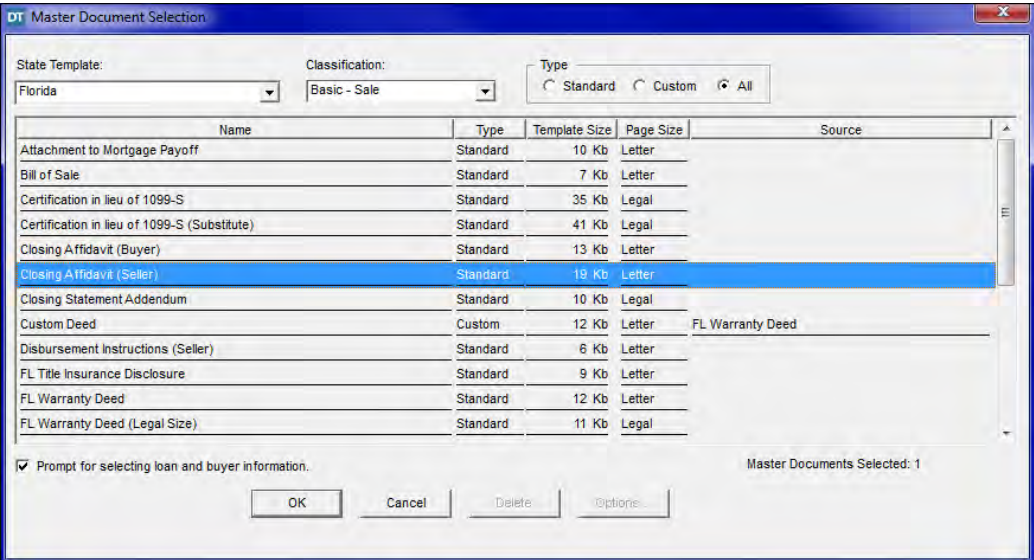 DT Master Document Selection
State Template: Classification: Type
Florida Basic - Sale Standard Custom All
Name Type Template Size Page Size Source
Attachment to Mortgage Payoff Standard 10 Kb Letter
Bill of Sale Standard 7 Kb Letter
Certification in lieu of 1099-S Standard 35 Kb Legal
Certification in lieu of 1099-S (Substitute) Standard 41 Kb Legal
Closing Affidavit (Buyer) Standard 13 Kb Letter
Closing Affidavit (Seller) Standard 19 Kb Letter
Closing Statement Addendum Standard 10 Kb Legal
Custom Deed Custom 12 Kb Letter FL Warranty Deed
Disbursement Instructions (Seller) Standard 6 Kb Letter
FL Title Insurance Disclosure Standard 9 Kb Letter
FL Warranty Deed Standard 12 Kb Letter
FL Warranty Deed (Legal Size) Standard 11 Kb Legal
Prompt for selecting loan and buyer information. Master Documents Selected: 1
OK Cancel Delete Options...